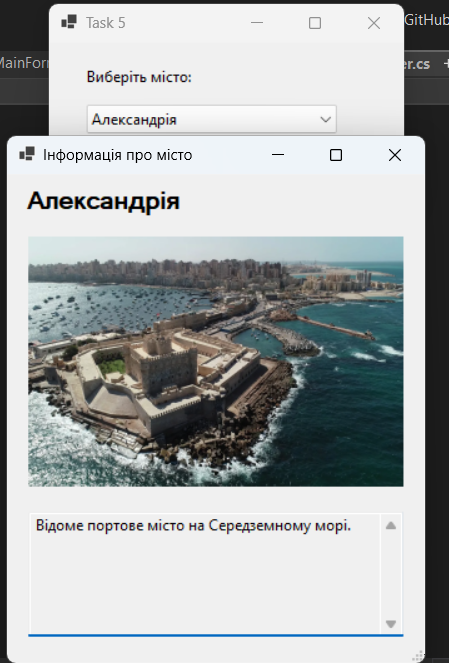 Task 5
GitHub
MainForm
er.cs
Виберіть місто:
Александрія
Інформація про місто
Александрія
Відоме портове місто на Середземному морі.